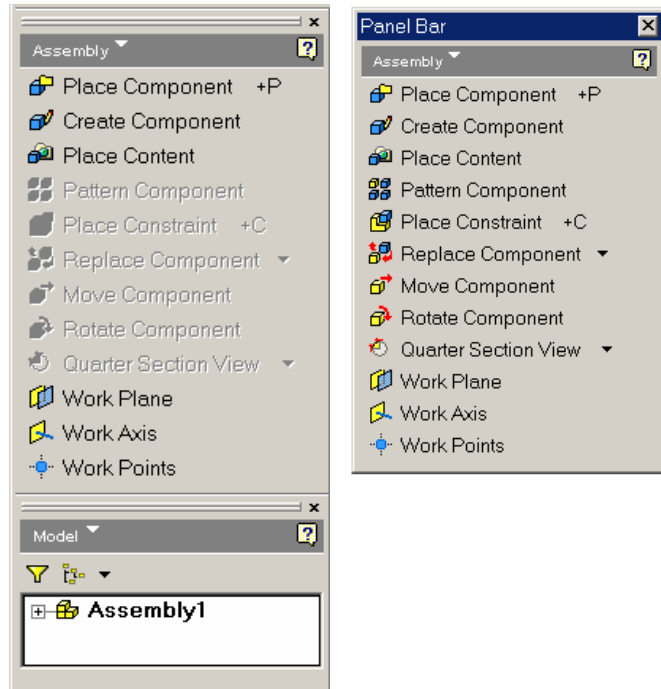 Assembly
Place Component +P
Create Component
Place Content
Pattern Component
Place Constraint +C
Replace Component
Move Component
Rotate Component
Quarter Section View
Work Plane
Work Axis
Work Points
Model
Assembly1
Panel Bar
Assembly
Place Component +P
Create Component
Place Content
Pattern Component
Place Constraint +C
Replace Component
Move Component
Rotate Component
Quarter Section View
Work Plane
Work Axis
Work Points